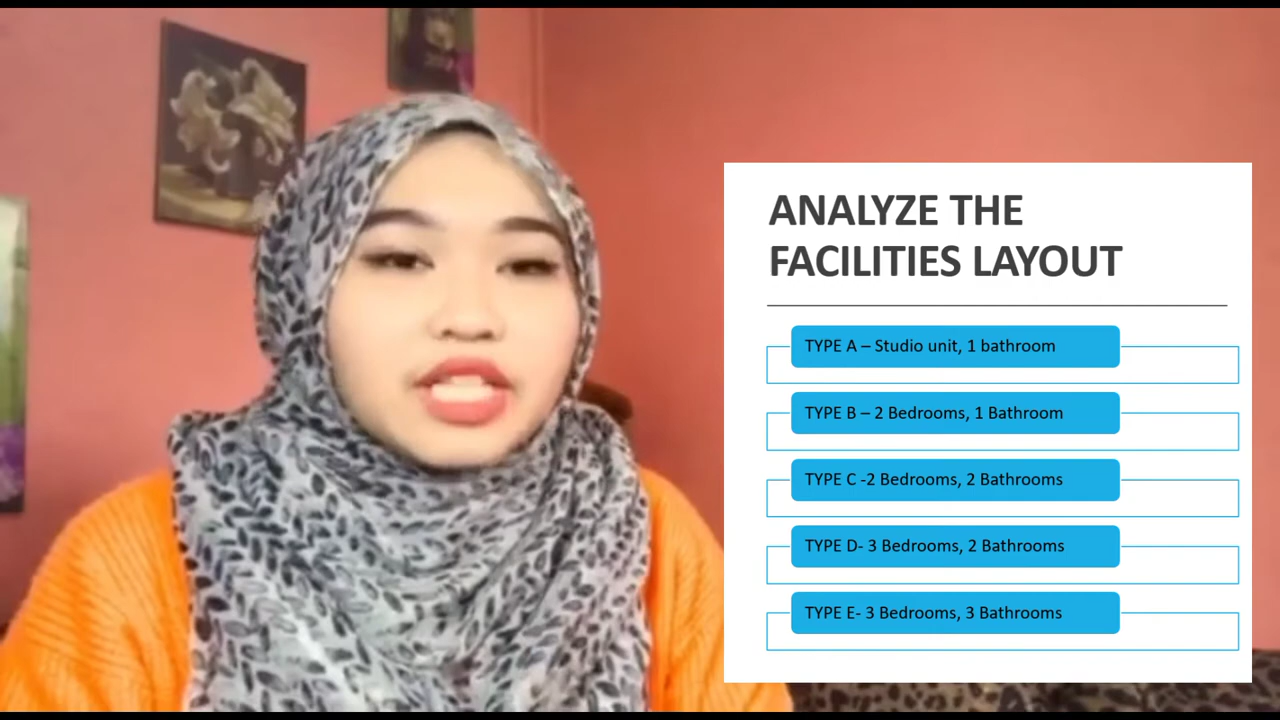 ANALYZE THE
FACILITIES LAYOUT
TYPE A – Studio unit, 1 bathroom
TYPE B – 2 Bedrooms, 1 Bathroom
TYPE C -2 Bedrooms, 2 Bathrooms
TYPE D- 3 Bedrooms, 2 Bathrooms
TYPE E- 3 Bedrooms, 3 Bathrooms